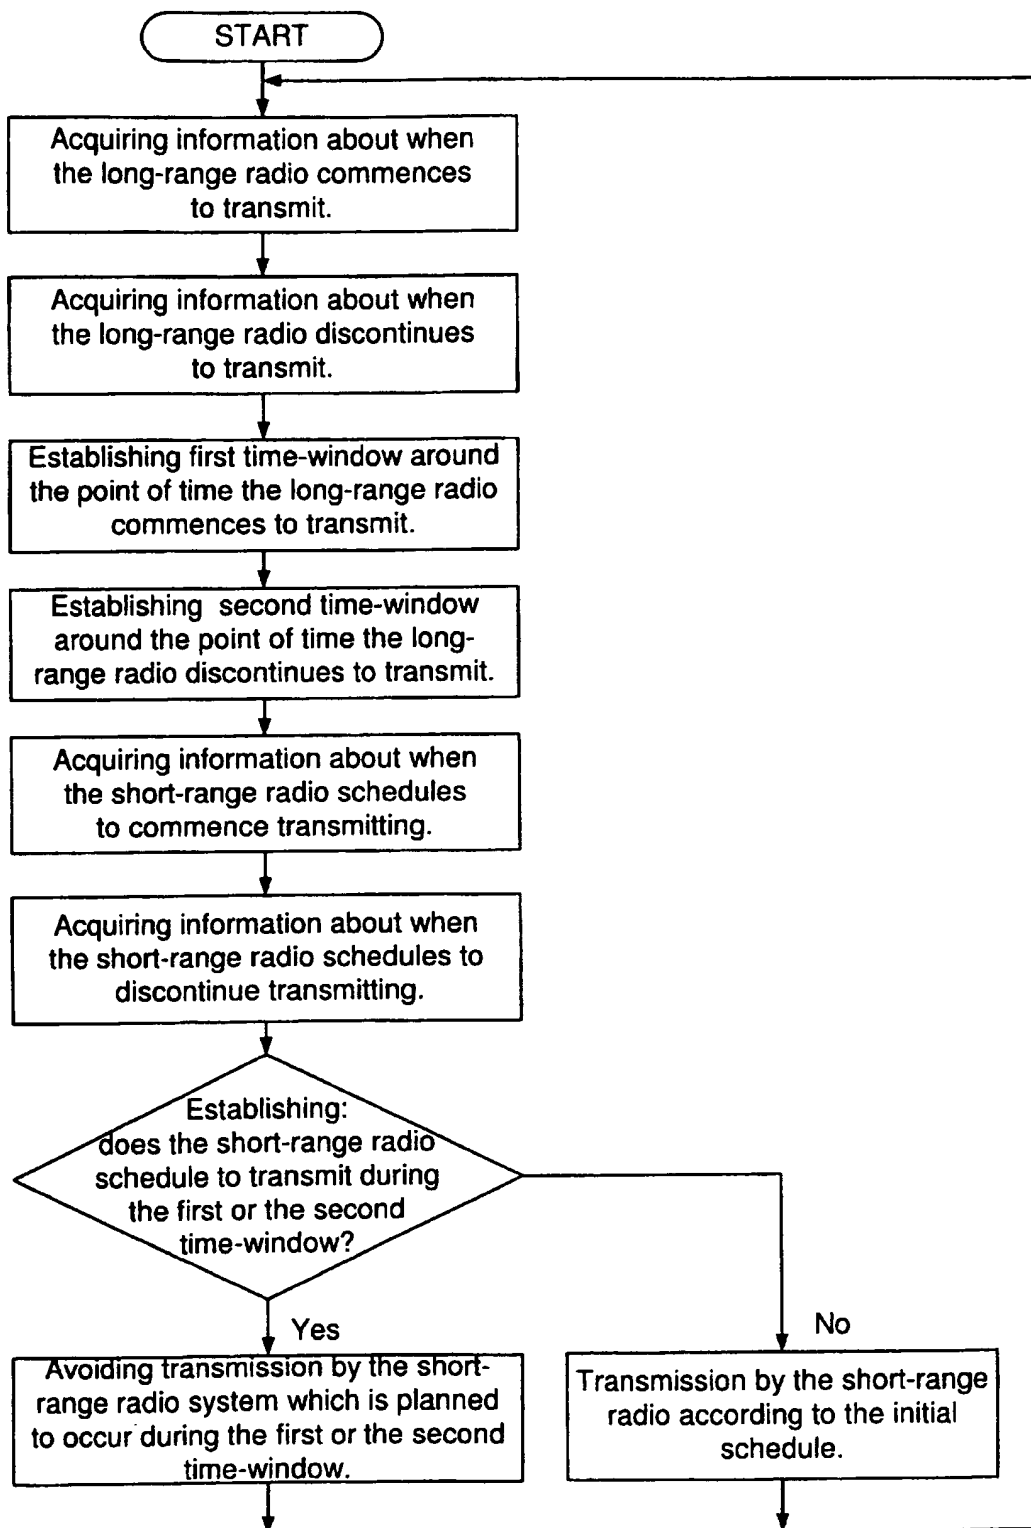 START
Acquiring information about when
the long-range radio commences
to transmit.
Acquiring information about when
the long-range radio discontinues
to transmit.
Establishing first time-window around
the point of time the long-range radio
commences to transmit.
Establishing second time-window
around the point of time the long-
range radio discontinues to transmit.
Acquiring information about when
the short-range radio schedules
to commence transmitting.
Acquiring information about when
the short-range radio schedules to
discontinue transmitting.
Establishing:
does the short-range radio
schedule to transmit during
the first or the second
time-window?
Yes
No
Avoiding transmission by the short-
range radio system which is planned
to occur during the first or the second
time-window.
Transmission by the short-range
radio according to the initial
schedule.